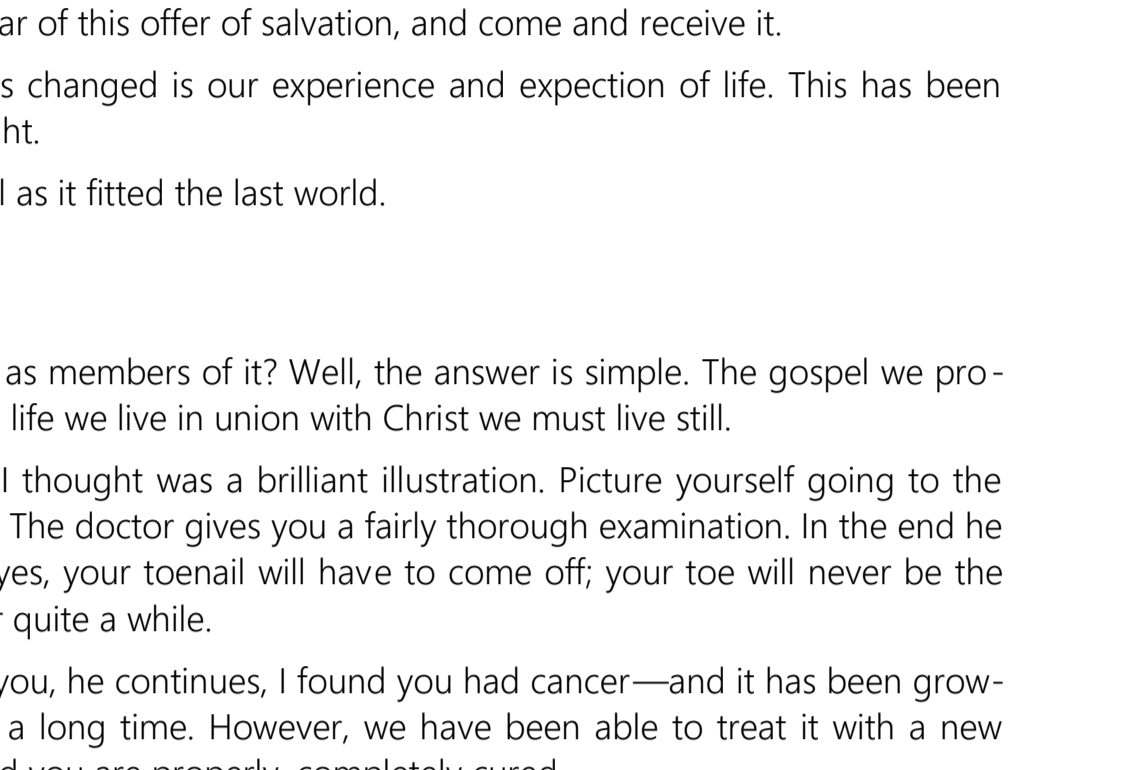 ar of this offer of salvation, and come and receive it.
s changed is our experience and expection of life. This has been
ht.
l as it fitted the last world.
as members of it? Well, the answer is simple. The gospel we pro-
life we live in union with Christ we must live still.
I thought was a brilliant illustration. Picture yourself going to the
The doctor gives you a fairly thorough examination. In the end he
yes, your toenail will have to come off; your toe will never be the
quite a while.
you, he continues, I found you had cancer—and it has been grow-
a long time. However, we have been able to treat it with a new
d you are properly, completely cured